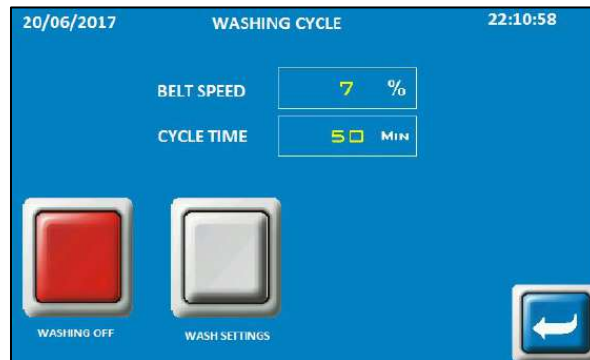 20/06/2017 WASHING CYCLE 22:10:58
BELT SPEED 7 %
CYCLE TIME 50 MIN
WASHING OFF WASH SETTINGS